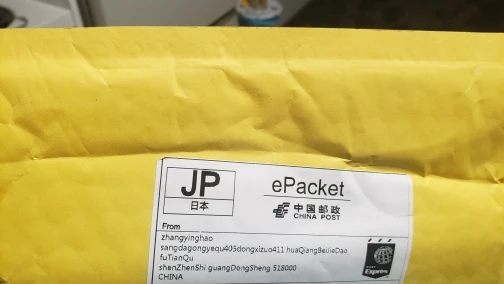 JP
日本
ePacket
中国邮政
CHINA POST
From
zhangyinghao
sangdagongyequ405dongxizuo411 huaQiangBeiJieDao
fuTianQu
shenZhenShi guangDongSheng 518000
CHINA
Express